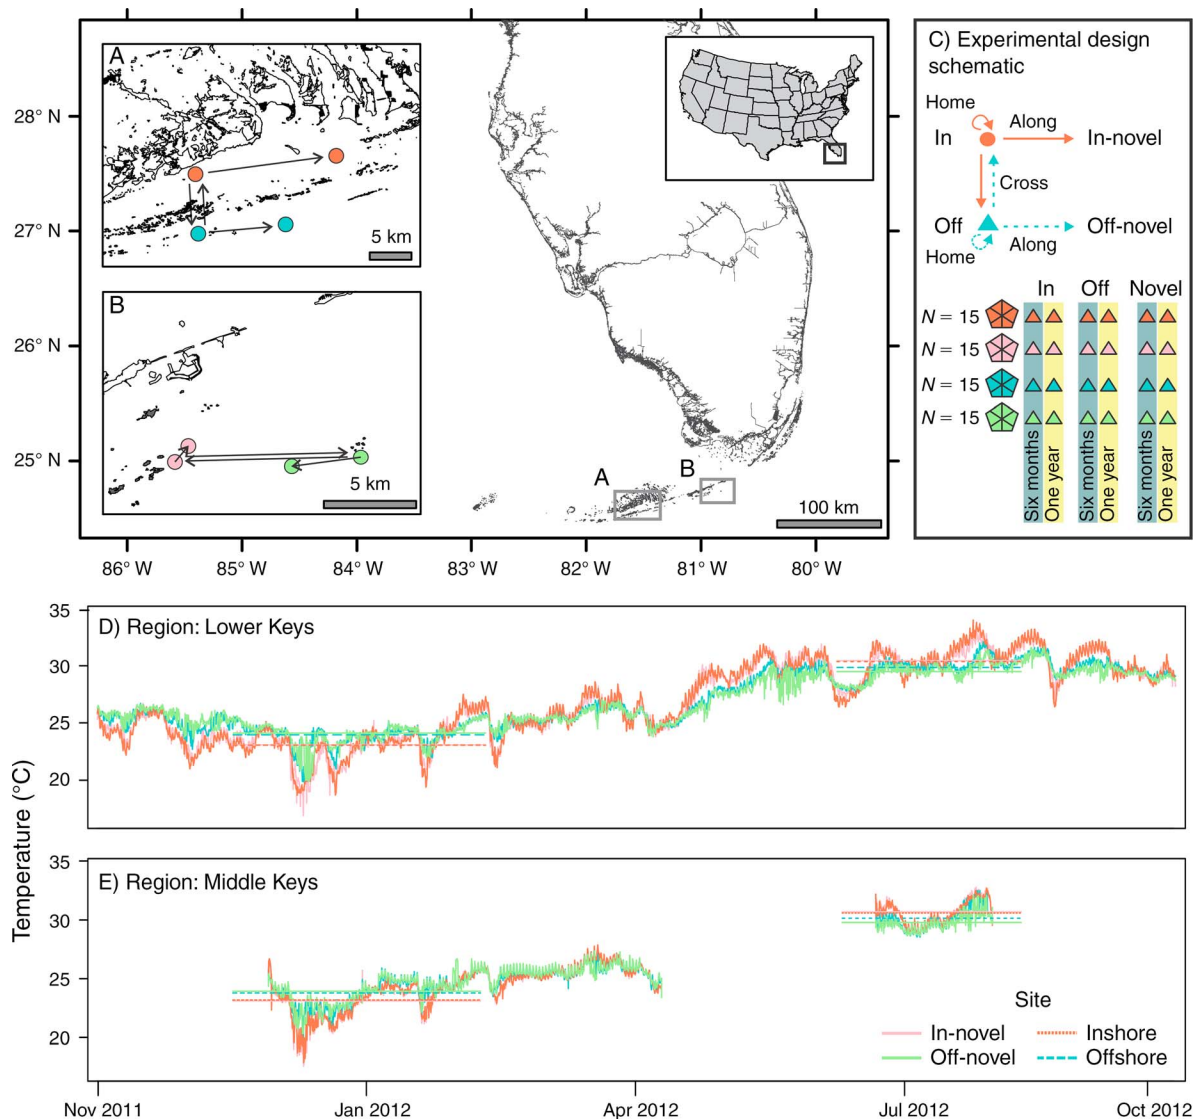 A
5 km
B
5 km
28° N
27° N
26° N
25° N
A
B
100 km
86° W
85° W
84° W
83° W
82° W
81° W
80° W
C) Experimental design
schematic
Home
Along
In
In-novel
Cross
Off
Off-novel
Home
Along
In Off Novel
N = 15
N = 15
N = 15
N = 15
Six months
One year
Six months
One year
Six months
One year
Temperature (°C)
D) Region: Lower Keys
35
30
25
20
E) Region: Middle Keys
35
30
25
20
Site
In-novel
Inshore
Off-novel
Offshore
Nov 2011
Jan 2012
Apr 2012
Jul 2012
Oct 2012